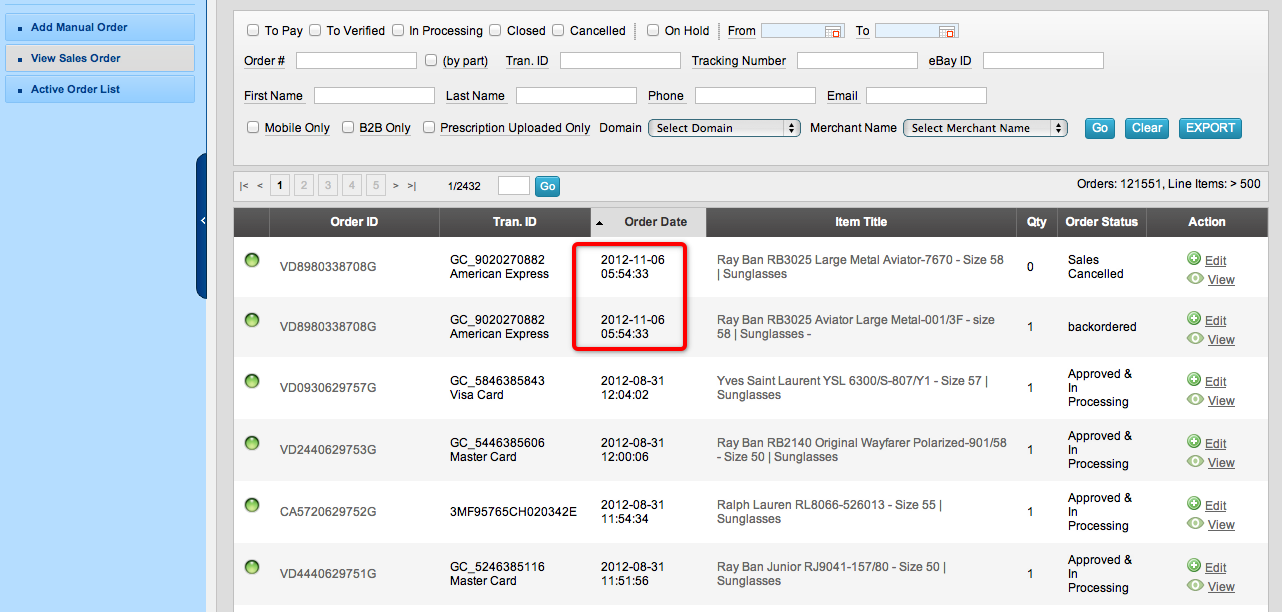 Add Manual Order
View Sales Order
Active Order List
To Pay To Verified In Processing Closed Cancelled On Hold From To
Order # (by part) Tran. ID Tracking Number eBay ID
First Name Last Name Phone Email
Mobile Only B2B Only Prescription Uploaded Only Domain Select Domain Merchant Name Select Merchant Name Go Clear EXPORT
|< < 1 2 3 4 5 > >| 1/2432 Go Orders: 121551, Line Items: > 500
Order ID Tran. ID Order Date Item Title Qty Order Status Action
VD8980338708G
GC_9020270882
American Express
2012-11-06
05:54:33
Ray Ban RB3025 Large Metal Aviator-7670 - Size 58
| Sunglasses
0
Sales
Cancelled
Edit
View
VD8980338708G
GC_9020270882
American Express
2012-11-06
05:54:33
Ray Ban RB3025 Aviator Large Metal-001/3F - size
58 | Sunglasses -
1
backordered
Edit
View
VD0930629757G
GC_5846385843
Visa Card
2012-08-31
12:04:02
Yves Saint Laurent YSL 6300/S-807/Y1 - Size 57 |
Sunglasses
1
Approved &
In
Processing
Edit
View
VD2440629753G
GC_5446385606
Master Card
2012-08-31
12:00:06
Ray Ban RB2140 Original Wayfarer Polarized-901/58
- Size 50 | Sunglasses
1
Approved &
In
Processing
Edit
View
CA5720629752G
3MF95765CH020342E
2012-08-31
11:54:34
Ralph Lauren RL8066-526013 - Size 55 |
Sunglasses
1
Approved &
In
Processing
Edit
View
VD4440629751G
GC_5246385116
Master Card
2012-08-31
11:51:56
Ray Ban Junior RJ9041-157/80 - Size 50 |
Sunglasses
1
Approved &
In
Processing
Edit
View